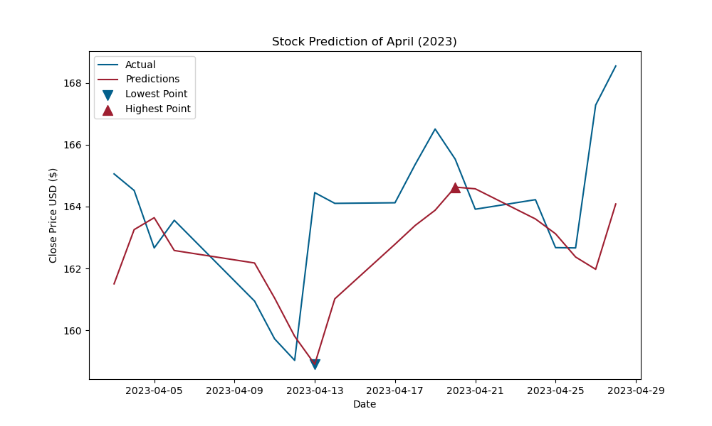 Stock Prediction of April (2023)
Actual
Predictions
Lowest Point
Highest Point
168
166
164
162
160
Close Price USD ($)
2023-04-05 2023-04-09 2023-04-13 2023-04-17 2023-04-21 2023-04-25 2023-04-29
Date